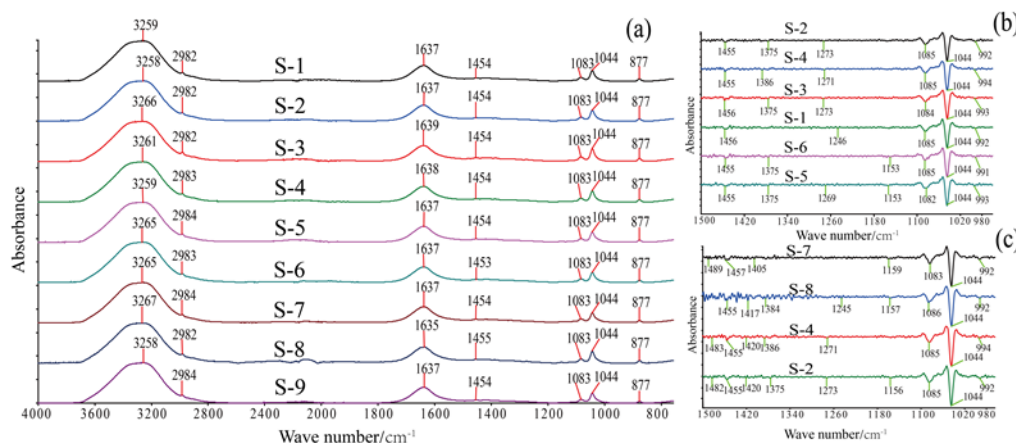 (a)
3259 2982 S-1 1637 1454 1083 1044 877
3258 2982 S-2 1637 1454 1083 1044 877
3266 2982 S-3 1639 1454 1083 1044 877
3261 2983 S-4 1638 1454 1083 1044 877
3259 2984 S-5 1637 1454 1083 1044 877
3265 2983 S-6 1637 1453 1083 1044 877
3265 2984 S-7 1637 1454 1083 1044 877
3267 2982 S-8 1635 1455 1083 1044 877
3258 2984 S-9 1637 1454 1083 1044 877
Absorbance
4000 3600 3200 2800 2400 2000 1600 1200 1000 800
Wave number/cm-1
(b)
S-2
1455 1375 1273 1085 1044 992
S-4
1455 1386 1271 1085 1044 994
S-3
1456 1375 1273 1084 1044 993
S-1
1456 1246 1085 1044 992
S-6
1455 1375 1153 1085 1044 991
S-5
1455 1375 1269 1153 1082 1044 993
Absorbance
1500 1420 1340 1260 1180 1100 1020 980
Wave number/cm-1
(c)
S-7
1489 1457 1405 1159 1083 1044 992
S-8
1455 1417 1384 1245 1157 1086 1044 992
S-4
1483 1455 1420 1386 1271 1085 1044 994
S-2
1482 1455 1420 1375 1273 1156 1085 1044 992
Absorbance
1500 1420 1340 1260 1180 1100 1020 980
Wave number/cm-1